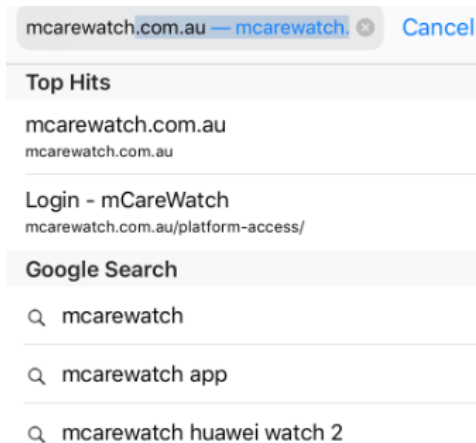 mcarewatch.com.au — mcarewatch. Cancel
Top Hits
mcarewatch.com.au
mcarewatch.com.au
Login - mCareWatch
mcarewatch.com.au/platform-access/
Google Search
mcarewatch
mcarewatch app
mcarewatch huawei watch 2